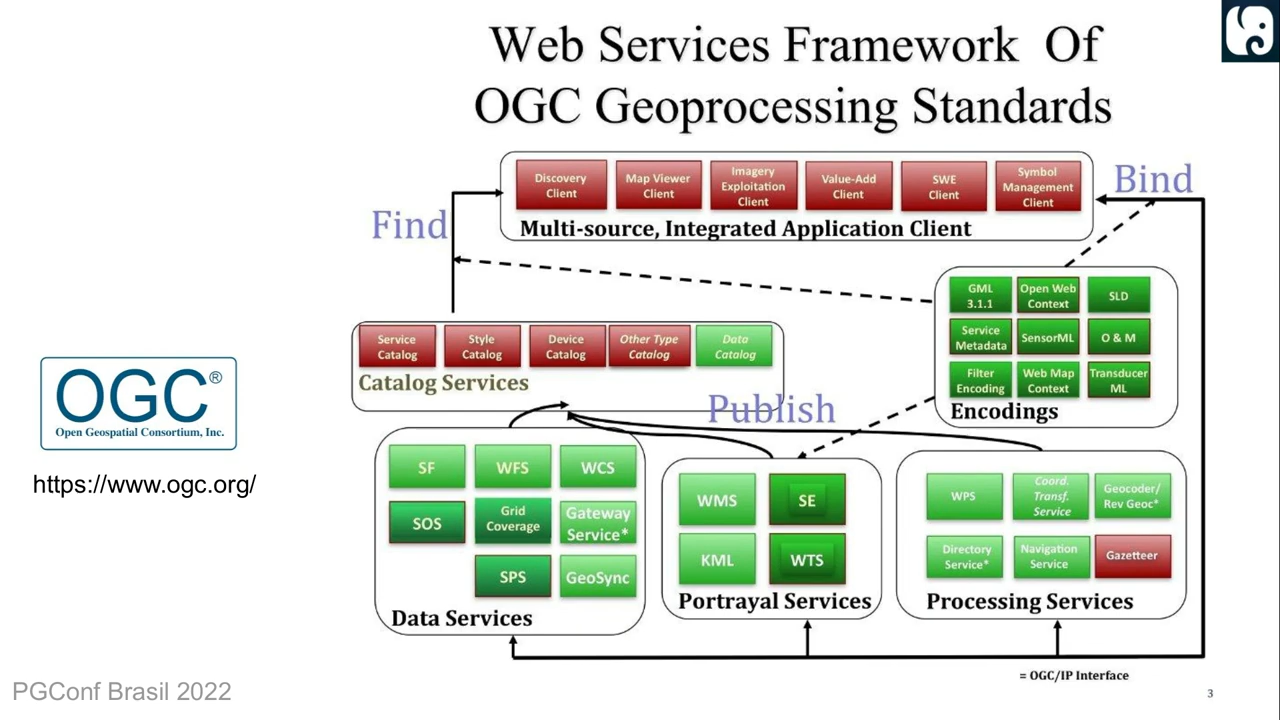 Web Services Framework Of
OGC Geoprocessing Standards
Discovery
Client
Map Viewer
Client
Imagery
Exploitation
Client
Value-Add
Client
SWE
Client
Symbol
Management
Client
Multi-source, Integrated Application Client
Bind
Find
GML
3.1.1
Open Web
Context
SLD
Service
Metadata
SensorML
O & M
Filter
Encoding
Web Map
Context
Transducer
ML
Encodings
Service
Catalog
Style
Catalog
Device
Catalog
Other Type
Catalog
Data
Catalog
Catalog Services
Publish
OGC®
Open Geospatial Consortium, Inc.
https://www.ogc.org/
SF
WFS
WCS
SOS
Grid
Coverage
Gateway
Service*
SPS
GeoSync
Data Services
WMS
SE
KML
WTS
Portrayal Services
WPS
Coord.
Transf.
Service
Geocoder/
Rev Geoc*
Directory
Service*
Navigation
Service
Gazetteer
Processing Services
= OGC/IP Interface
PGConf Brasil 2022
3